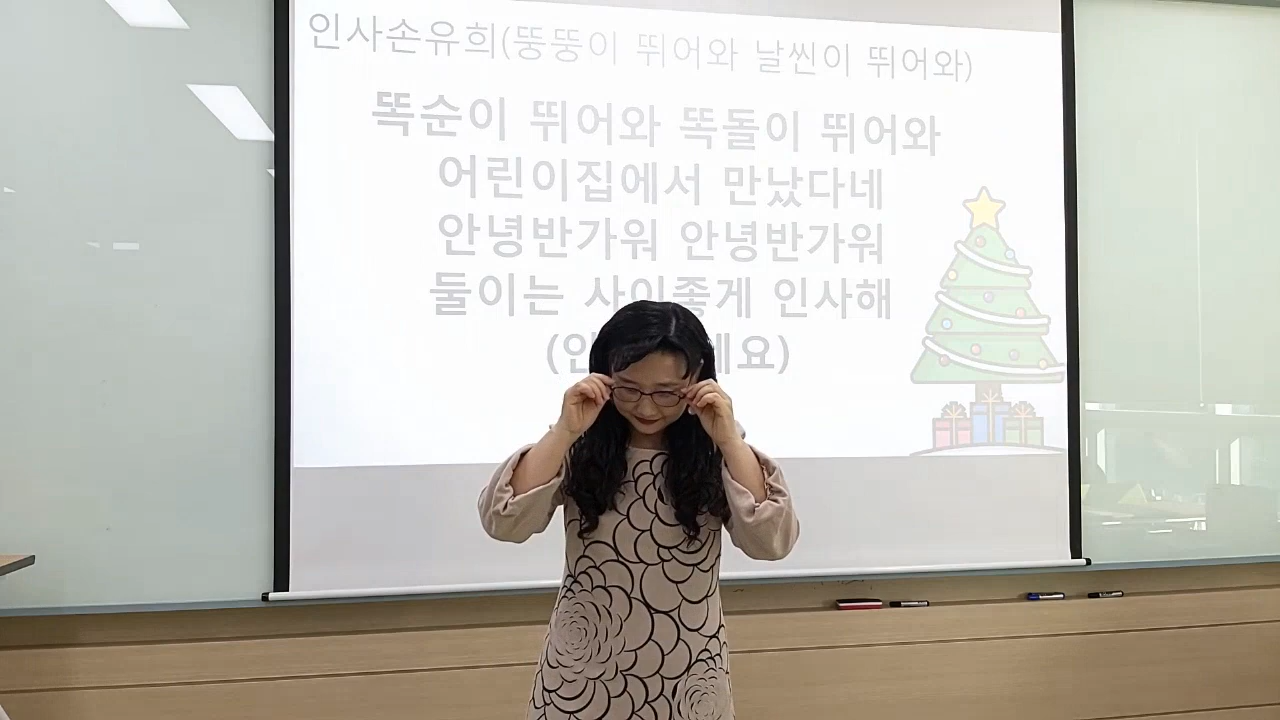 인사손유희(뚱뚱이 뛰어와 날씬이 뛰어와)
똑순이 뛰어와 똑돌이 뛰어와
어린이집에서 만났다네
안녕반가워 안녕반가워
둘이는 사이좋게 인사해